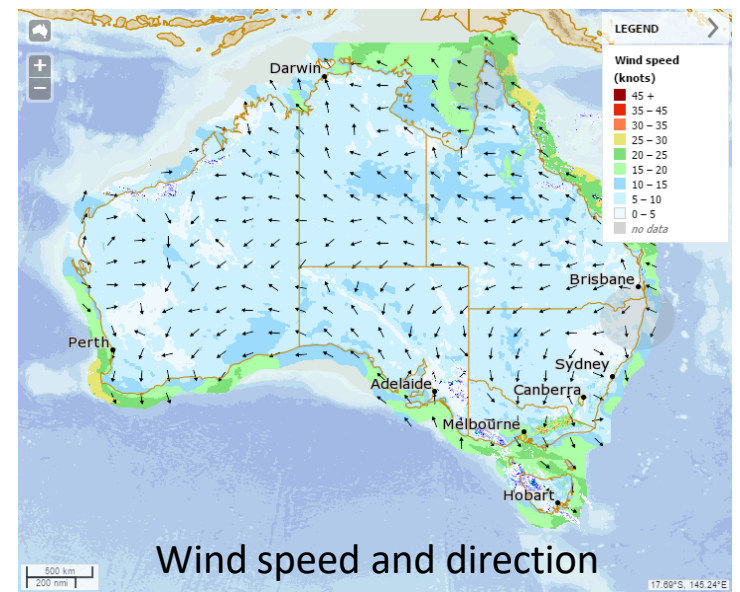 LEGEND
Wind speed
(knots)
45 +
35 – 45
30 – 35
25 – 30
20 – 25
15 – 20
10 – 15
5 – 10
0 – 5
no data
+
−
Darwin
Brisbane
Perth
Sydney
Adelaide
Canberra
Melbourne
Hobart
Wind speed and direction
500 km
200 nmi
17.69°S, 145.24°E